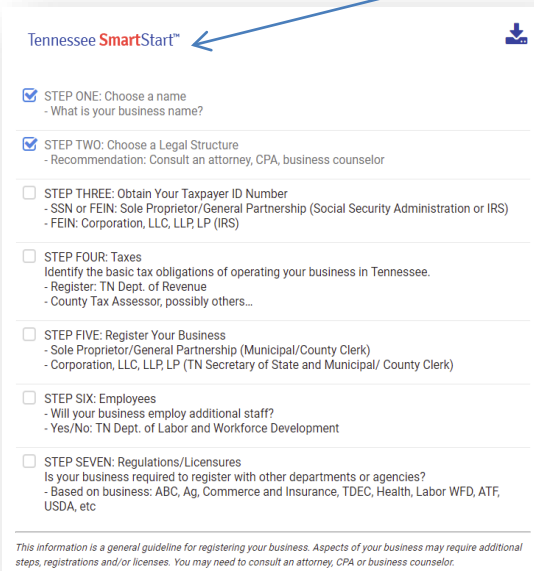 Tennessee SmartStart™
STEP ONE: Choose a name
- What is your business name?
STEP TWO: Choose a Legal Structure
- Recommendation: Consult an attorney, CPA, business counselor
STEP THREE: Obtain Your Taxpayer ID Number
- SSN or FEIN: Sole Proprietor/General Partnership (Social Security Administration or IRS)
- FEIN: Corporation, LLC, LLP, LP (IRS)
STEP FOUR: Taxes
Identify the basic tax obligations of operating your business in Tennessee.
- Register: TN Dept. of Revenue
- County Tax Assessor, possibly others...
STEP FIVE: Register Your Business
- Sole Proprietor/General Partnership (Municipal/County Clerk)
- Corporation, LLC, LLP, LP (TN Secretary of State and Municipal/ County Clerk)
STEP SIX: Employees
- Will your business employ additional staff?
- Yes/No: TN Dept. of Labor and Workforce Development
STEP SEVEN: Regulations/Licensures
Is your business required to register with other departments or agencies?
- Based on business: ABC, Ag, Commerce and Insurance, TDEC, Health, Labor WFD, ATF,
USDA, etc
This information is a general guideline for registering your business. Aspects of your business may require additional
steps, registrations and/or licenses. You may need to consult an attorney, CPA or business counselor.